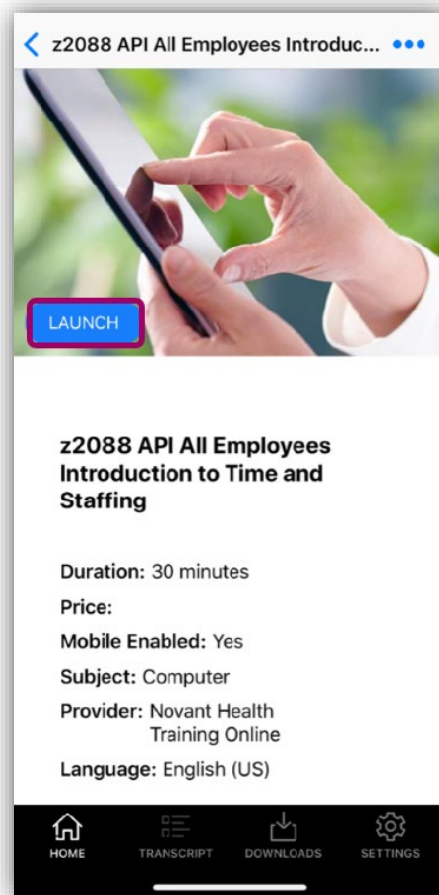 z2088 API All Employees Introduc...
LAUNCH
z2088 API All Employees
Introduction to Time and
Staffing
Duration: 30 minutes
Price:
Mobile Enabled: Yes
Subject: Computer
Provider: Novant Health
Training Online
Language: English (US)
HOME TRANSCRIPT DOWNLOADS SETTINGS